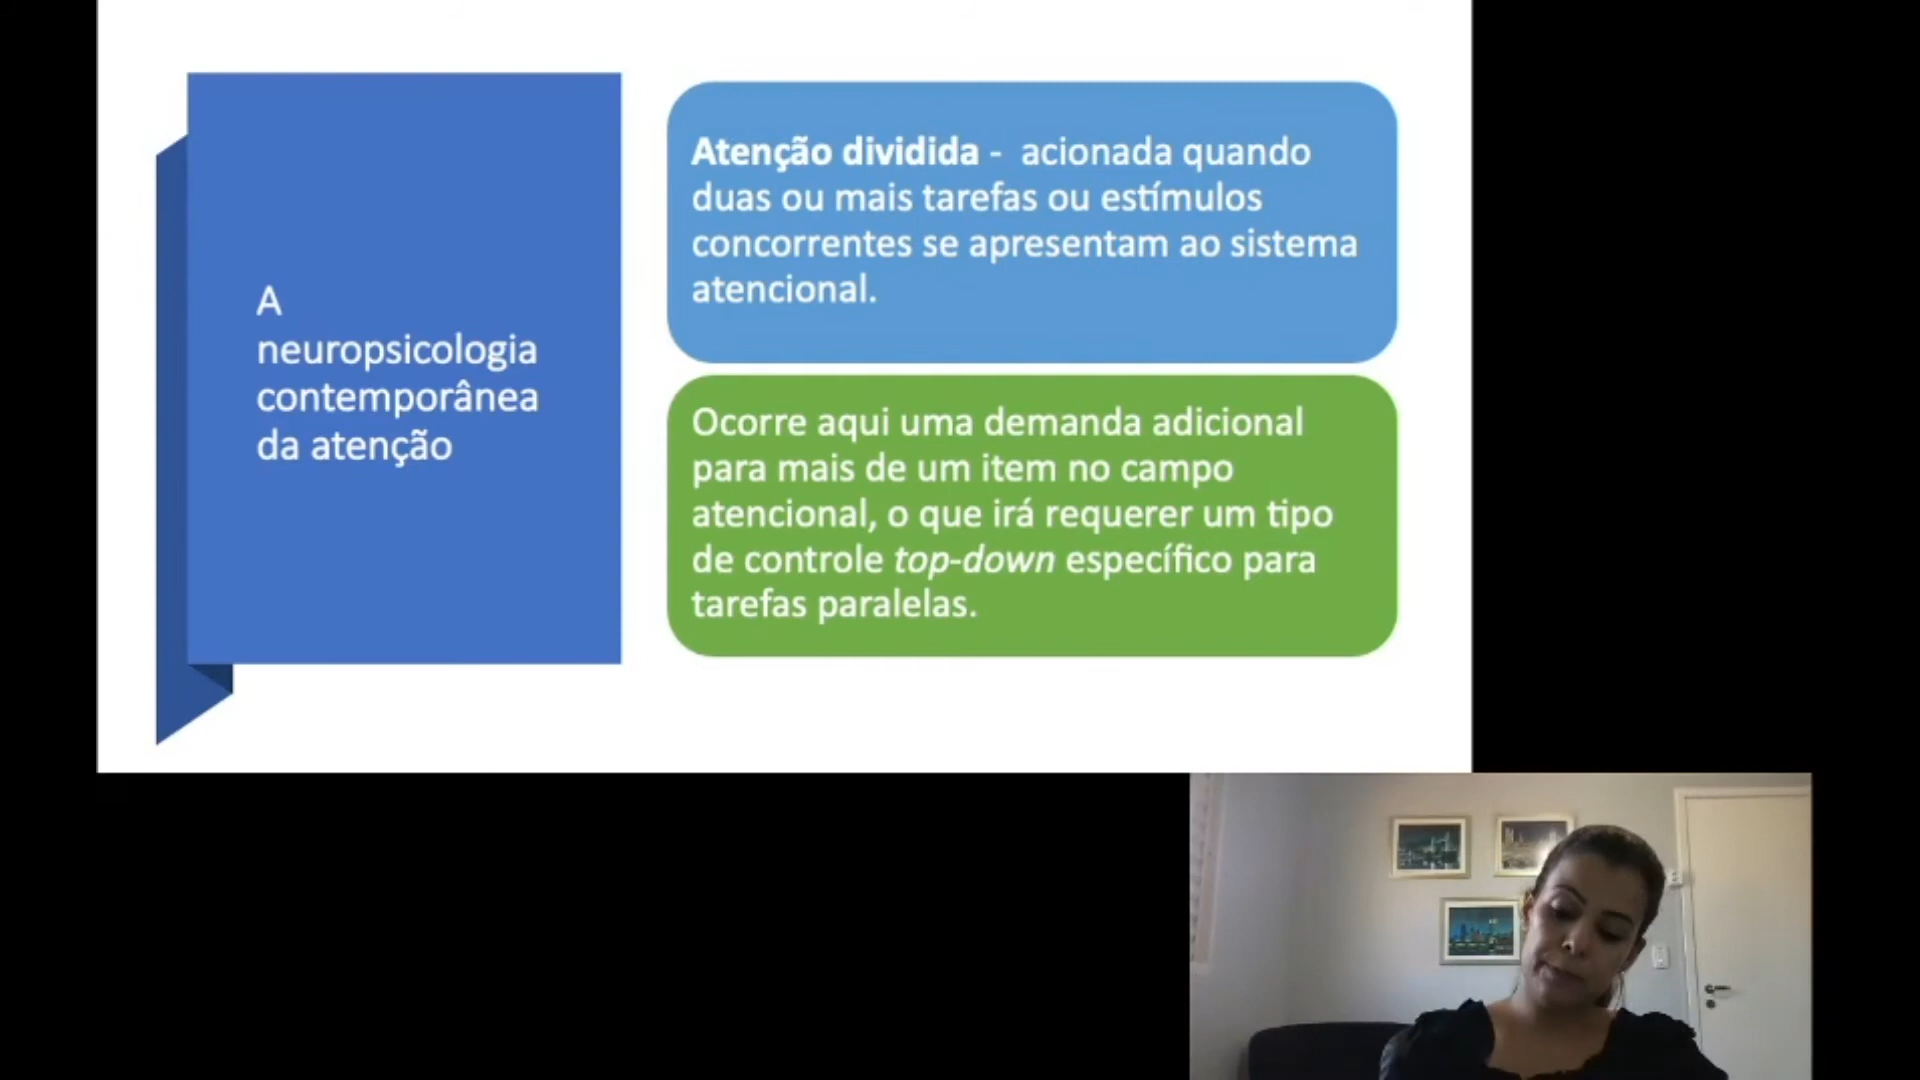 A
neuropsicologia
contemporânea
da atenção
Atenção dividida -  acionada quando
duas ou mais tarefas ou estímulos
concorrentes se apresentam ao sistema
atencional.
Ocorre aqui uma demanda adicional
para mais de um item no campo
atencional, o que irá requerer um tipo
de controle top-down específico para
tarefas paralelas.